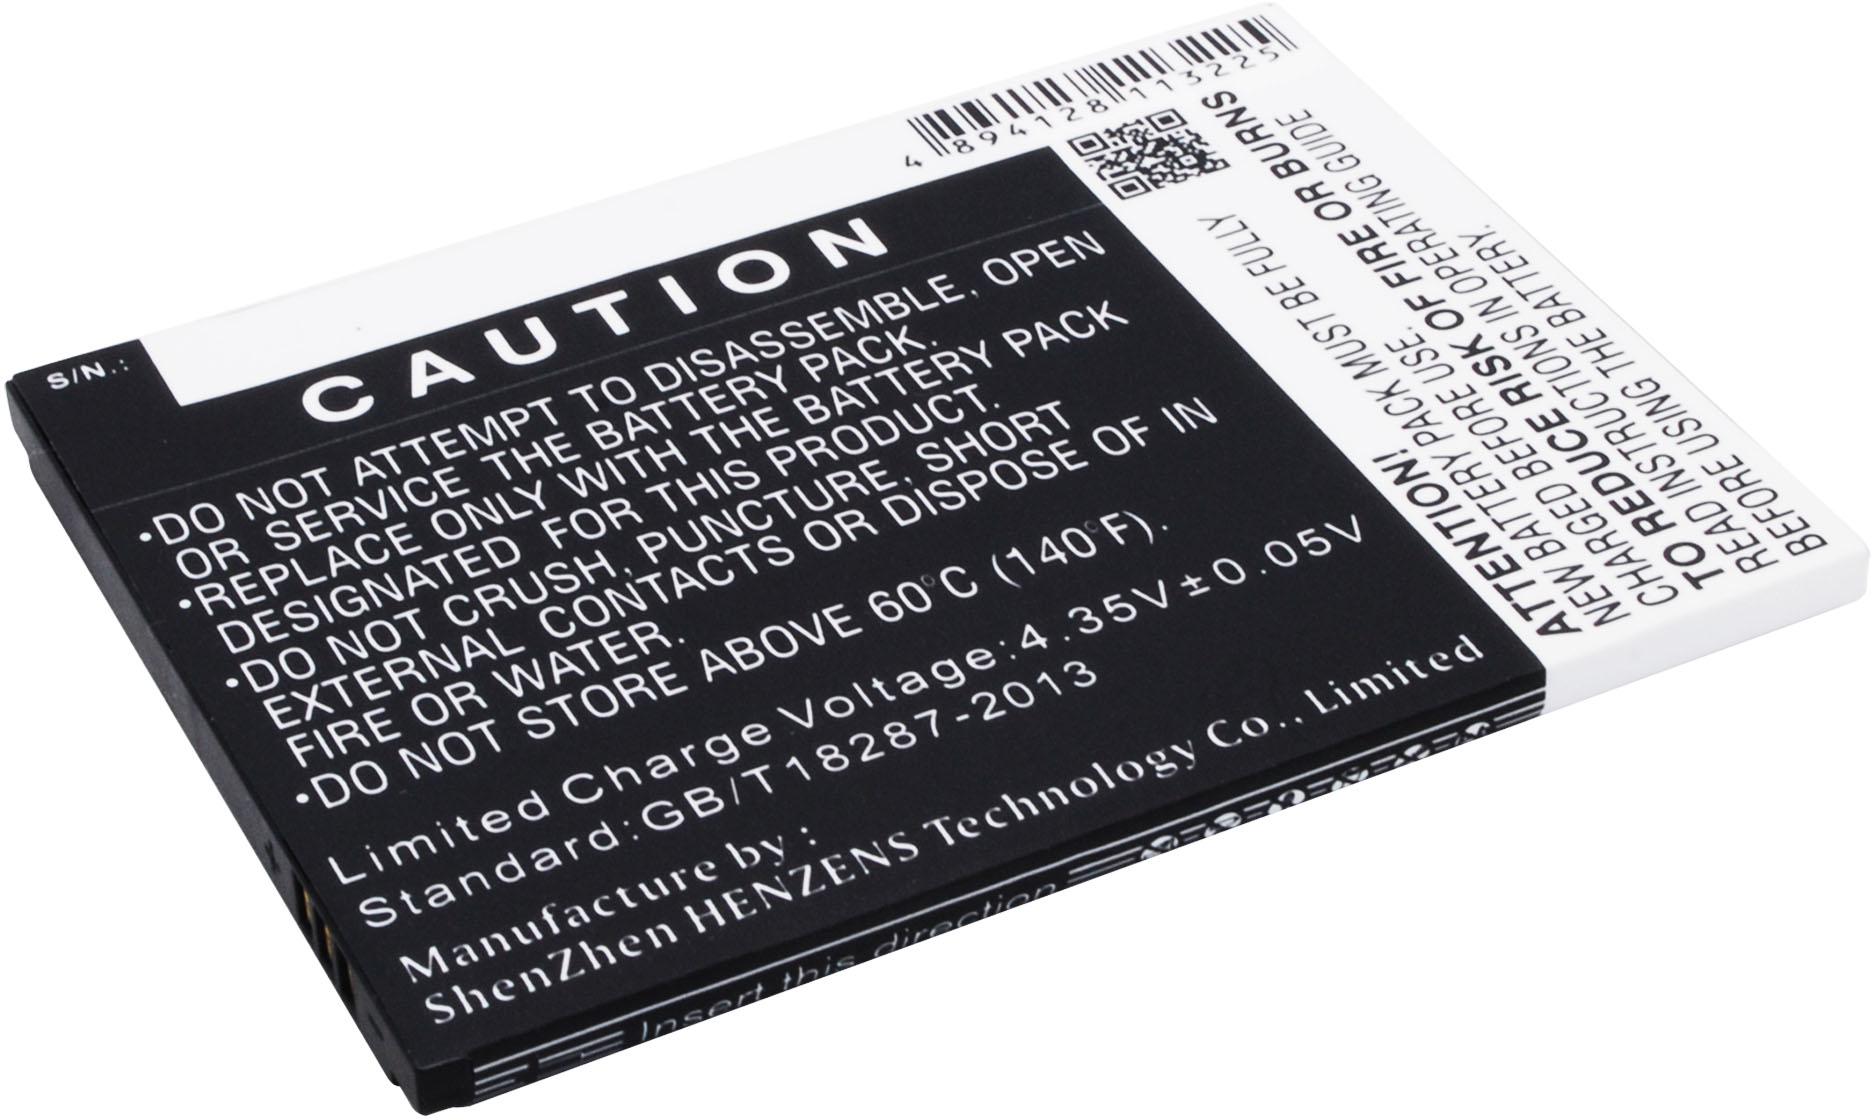 4 894128 113225
S/N.:
CAUTION
•DO NOT ATTEMPT TO DISASSEMBLE, OPEN
OR SERVICE THE BATTERY PACK.
•REPLACE ONLY WITH THE BATTERY PACK
DESIGNATED FOR THIS PRODUCT.
•DO NOT CRUSH, PUNCTURE, SHORT
EXTERNAL CONTACTS OR DISPOSE OF IN
FIRE OR WATER.
•DO NOT STORE ABOVE 60°C (140°F).
Limited Charge Voltage:4.35V±0.05V
Standard:GB/T18287-2013
Manufacture by :
ShenZhen HENZENS Technology Co., Limited
Insert this direction
ATTENTION!
NEW BATTERY PACK MUST BE FULLY
CHARGED BEFORE USE.
TO REDUCE RISK OF FIRE OR BURNS
READ INSTRUCTIONS IN OPERATING GUIDE
BEFORE USING THE BATTERY.